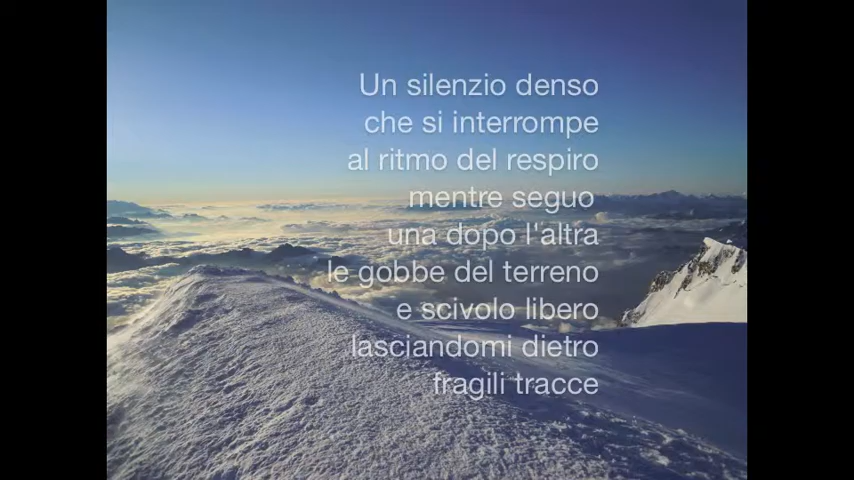 Un silenzio denso
che si interrompe
al ritmo del respiro
mentre seguo
una dopo l'altra
le gobbe del terreno
e scivolo libero
lasciandomi dietro
fragili tracce